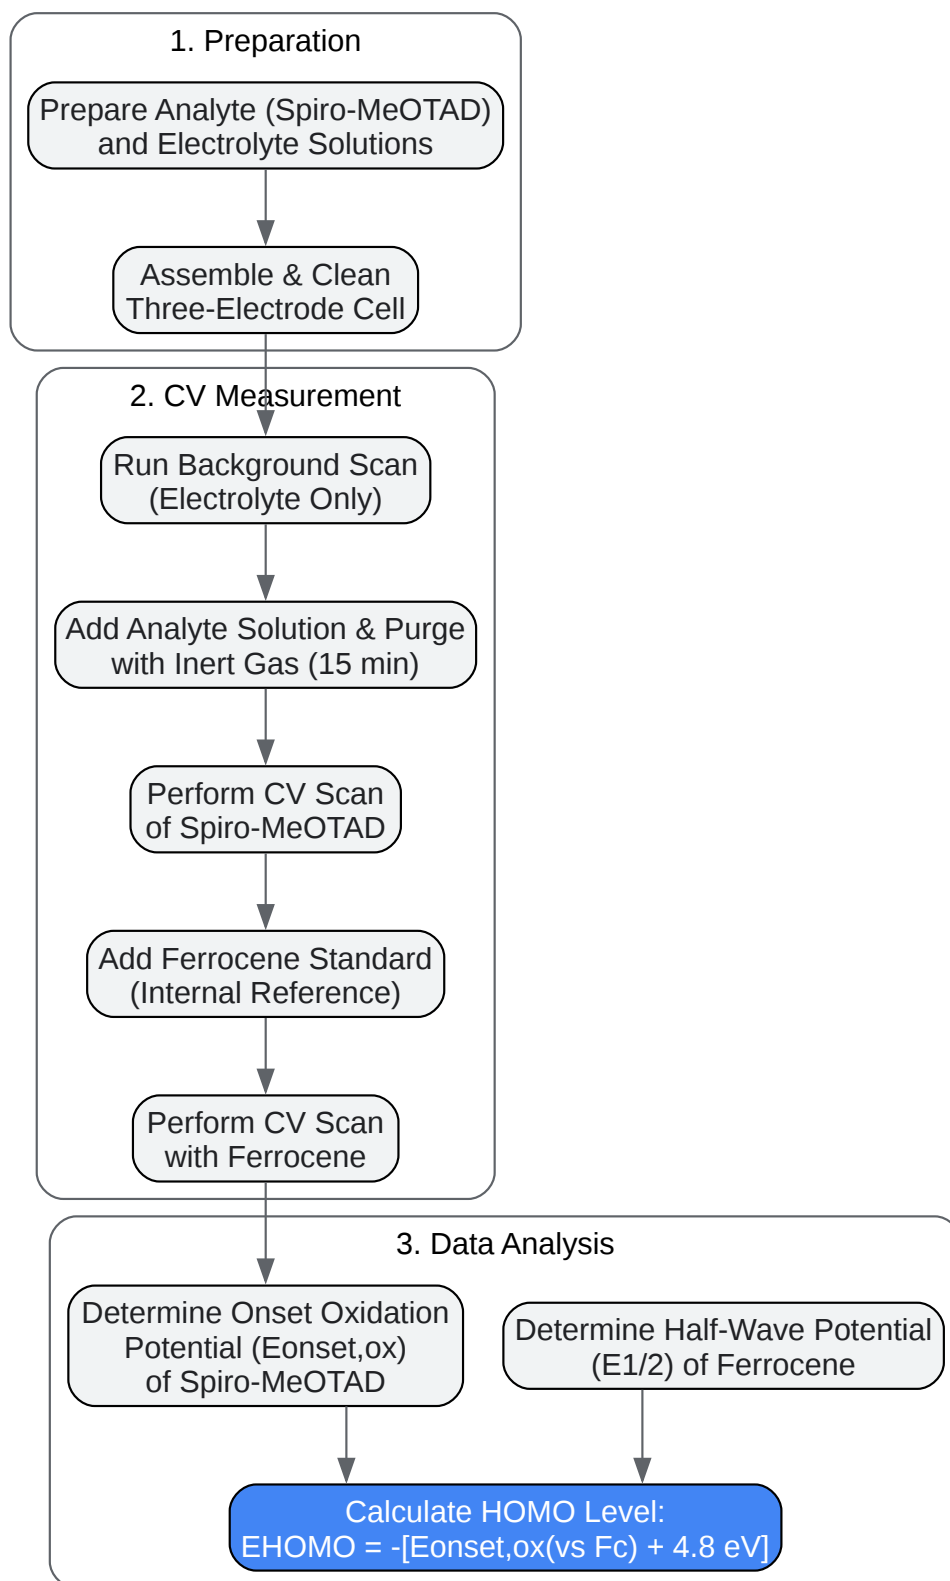 1. Preparation
Prepare Analyte (Spiro-MeOTAD)
and Electrolyte Solutions
Assemble & Clean
Three-Electrode Cell
2. CV Measurement
Run Background Scan
(Electrolyte Only)
Add Analyte Solution & Purge
with Inert Gas (15 min)
Perform CV Scan
of Spiro-MeOTAD
Add Ferrocene Standard
(Internal Reference)
Perform CV Scan
with Ferrocene
3. Data Analysis
Determine Onset Oxidation
Potential (Eonset,ox)
of Spiro-MeOTAD
Determine Half-Wave Potential
(E1/2) of Ferrocene
Calculate HOMO Level:
EHOMO = -[Eonset,ox(vs Fc) + 4.8 eV]